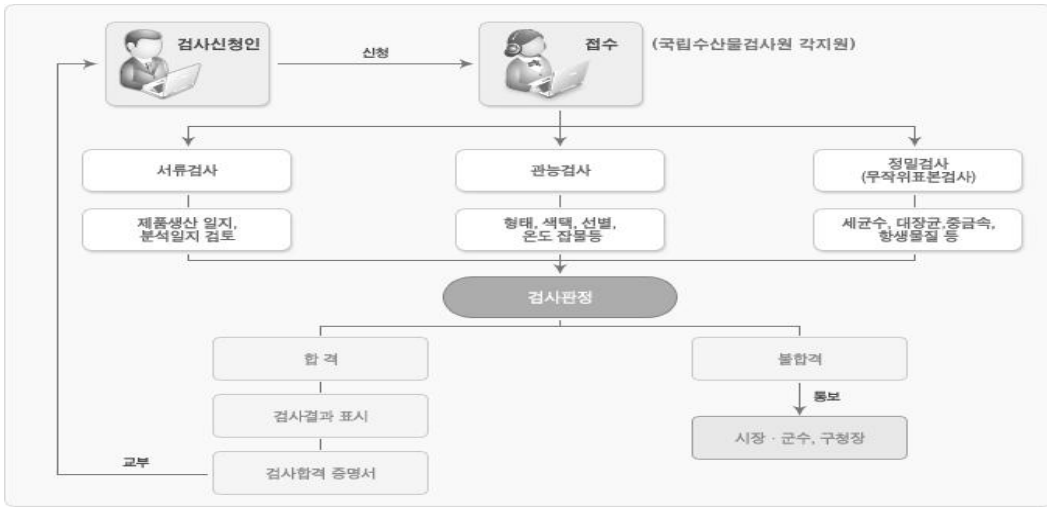 검사신청인
신청
접수
(국립수산물검사원 각지원)
서류검사
관능검사
정밀검사
(무작위표본검사)
제품생산 일지,
분석일지 검토
형태, 색택, 선별,
온도 잡물등
세균수, 대장균,중금속,
항생물질 등
검사판정
합 격
불합격
통보
검사결과 표시
시장 · 군수, 구청장
교부
검사합격 증명서